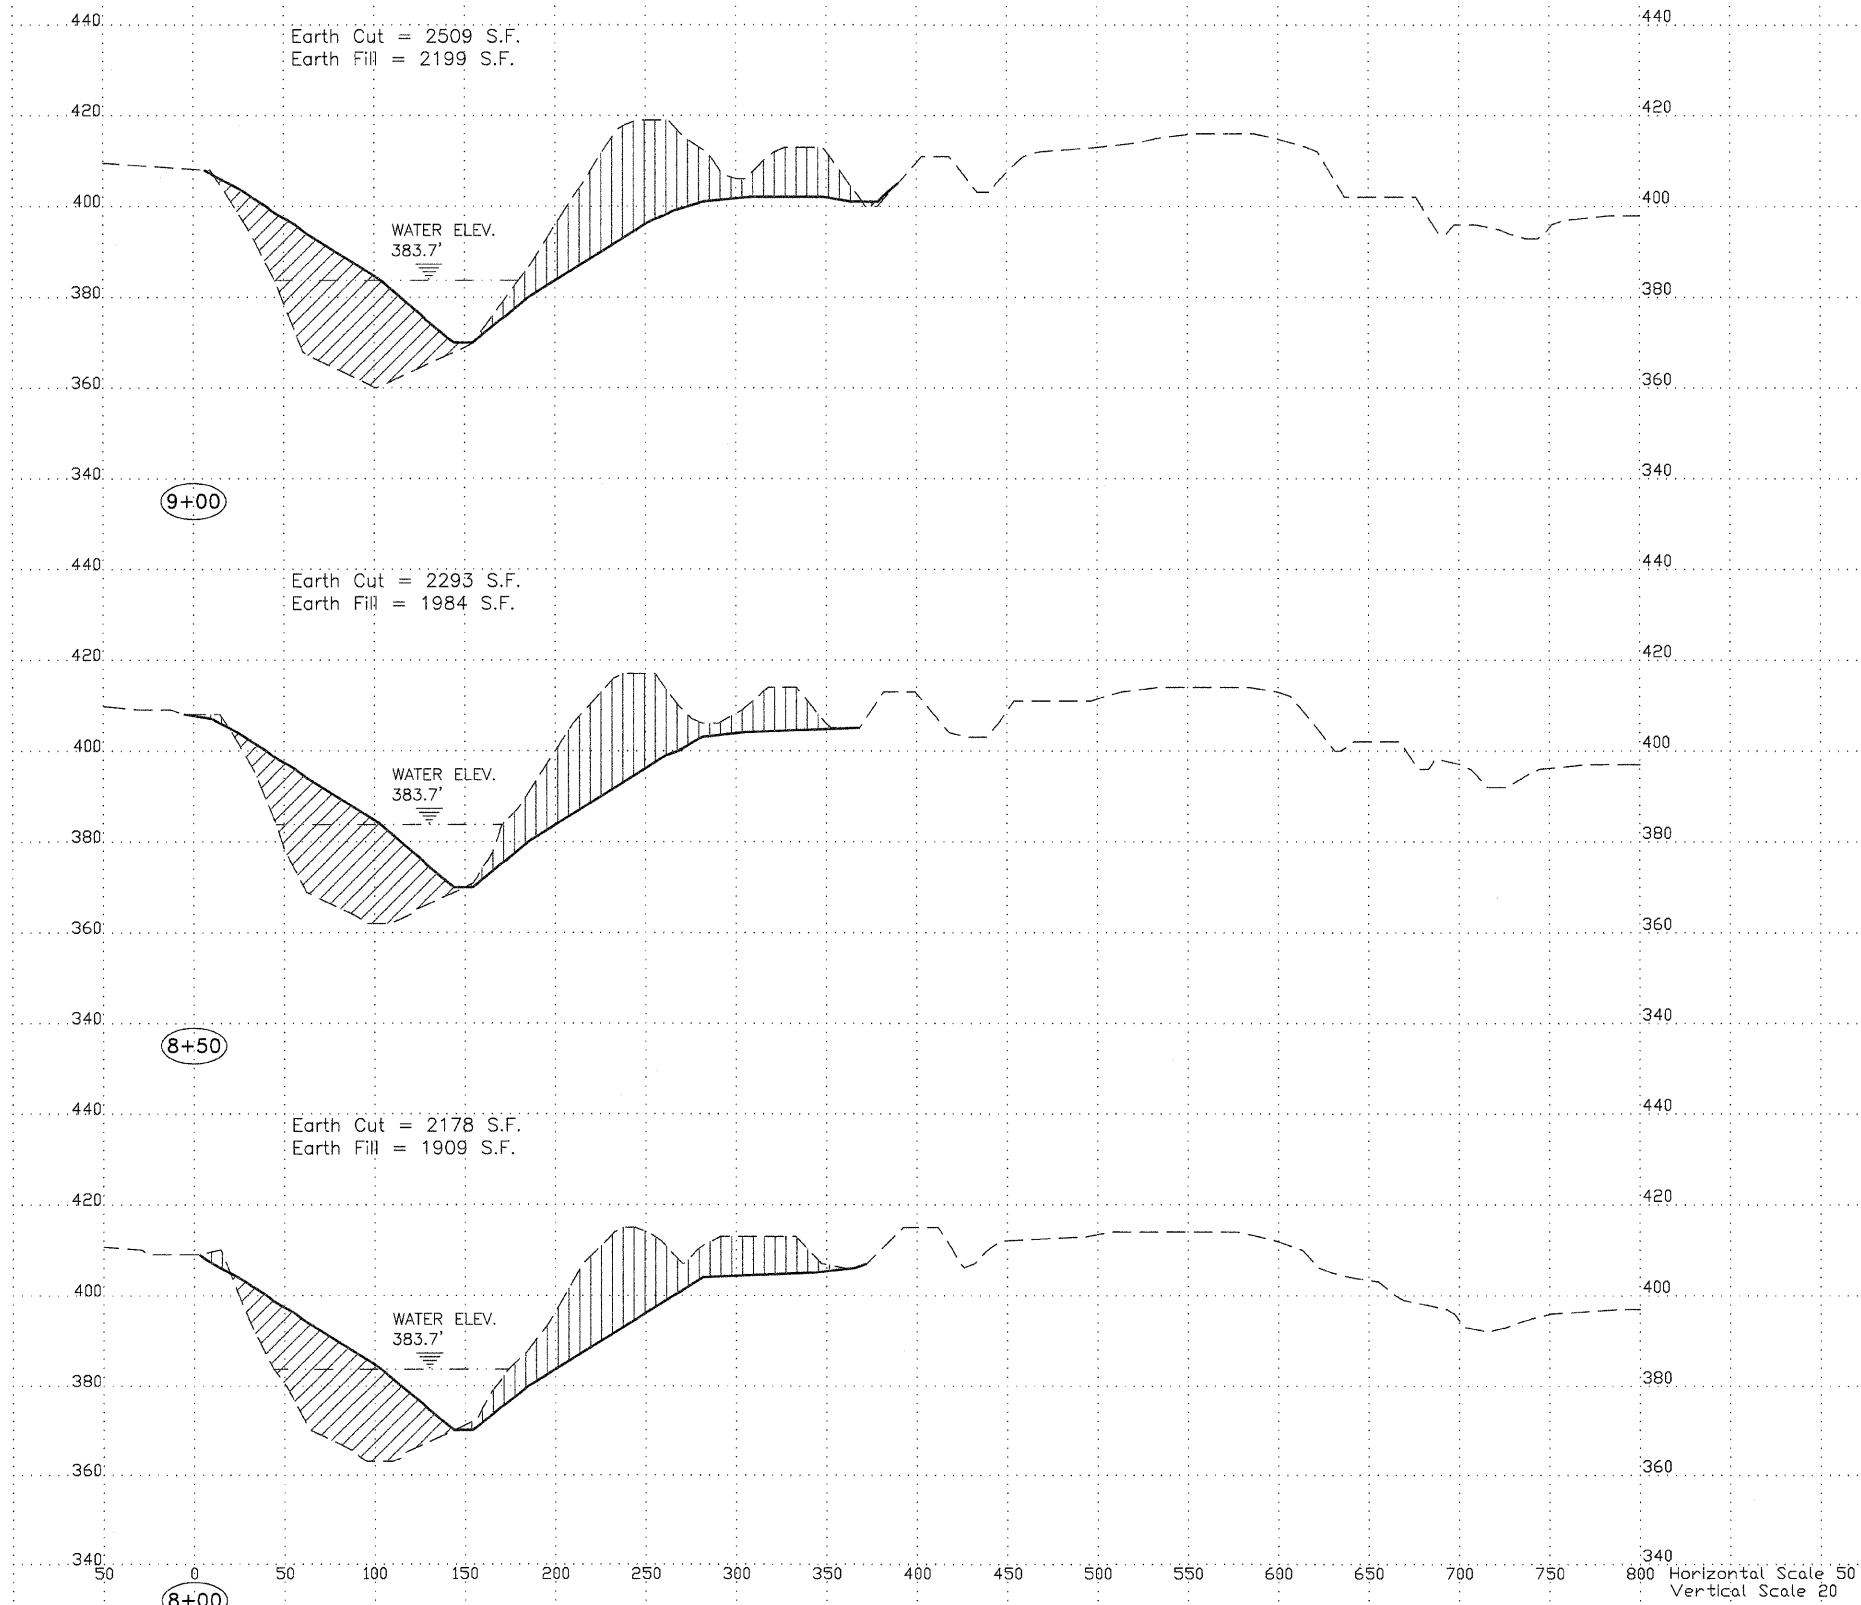 440 440
Earth Cut = 2509 S.F.
Earth Fill = 2199 S.F.
420 420
400 400
WATER ELEV.
383.7'
380 380
360 360
340 340
9+00
440 440
Earth Cut = 2293 S.F.
Earth Fill = 1984 S.F.
420 420
400 400
WATER ELEV.
383.7'
380 380
360 360
340 340
8+50
440 440
Earth Cut = 2178 S.F.
Earth Fill = 1909 S.F.
420 420
400 400
WATER ELEV.
383.7'
380 380
360 360
340 340
50 0 50 100 150 200 250 300 350 400 450 500 550 600 650 700 750 800 Horizontal Scale 50
Vertical Scale 20
8+00